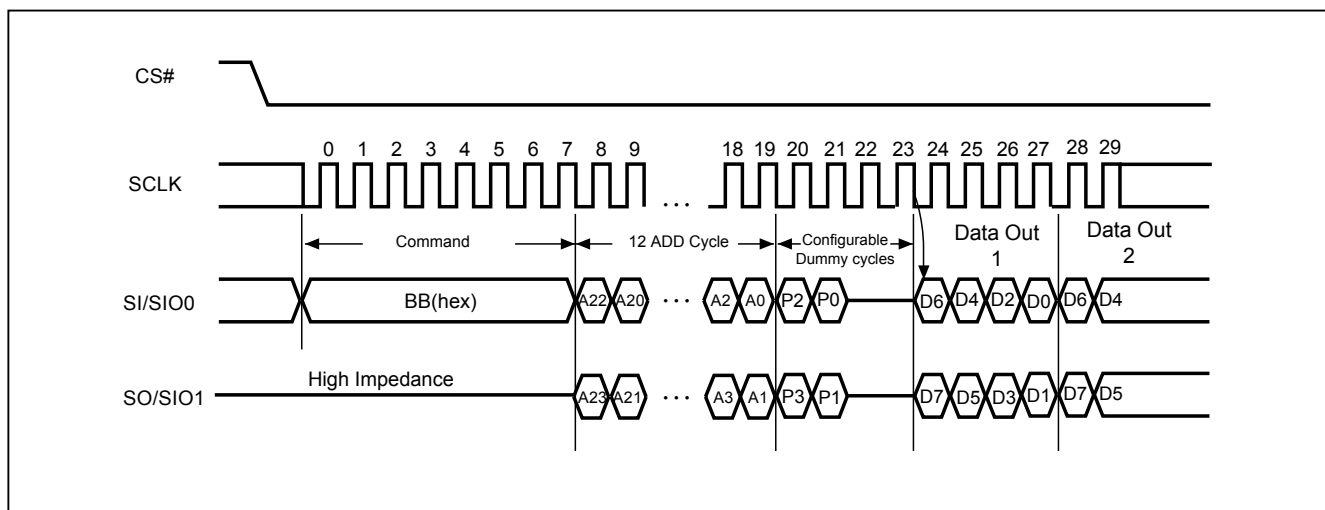 CS#
0 1 2 3 4 5 6 7 8 9 18 19 20 21 22 23 24 25 26 27 28 29
SCLK
...
Command
12 ADD Cycle
Configurable
Dummy cycles
Data Out
1
Data Out
2
SI/SIO0
BB(hex)
A22 A20 ... A2 A0 P2 P0 D6 D4 D2 D0 D6 D4
High Impedance
SO/SIO1
A23 A21 ... A3 A1 P3 P1 D7 D5 D3 D1 D7 D5